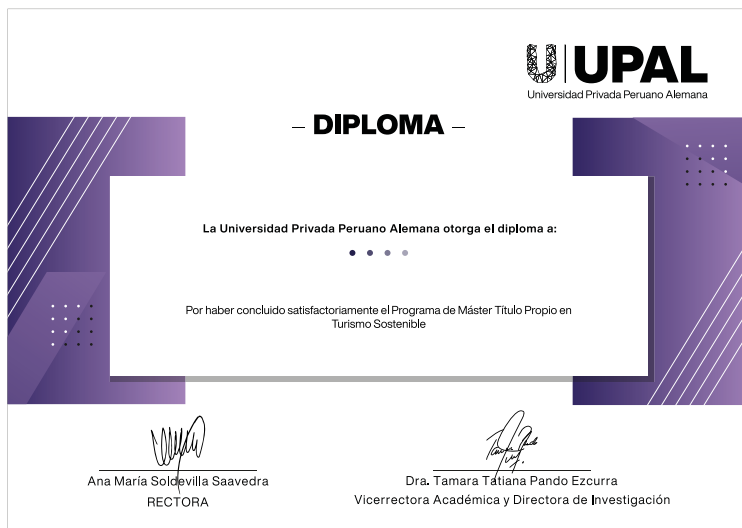 UPAL
Universidad Privada Peruano Alemana
– DIPLOMA –
La Universidad Privada Peruano Alemana otorga el diploma a:
Por haber concluido satisfactoriamente el Programa de Máster Título Propio en
Turismo Sostenible
Ana María Soldevilla Saavedra
RECTORA
Dra. Tamara Tatiana Pando Ezcurra
Vicerrectora Académica y Directora de Investigación